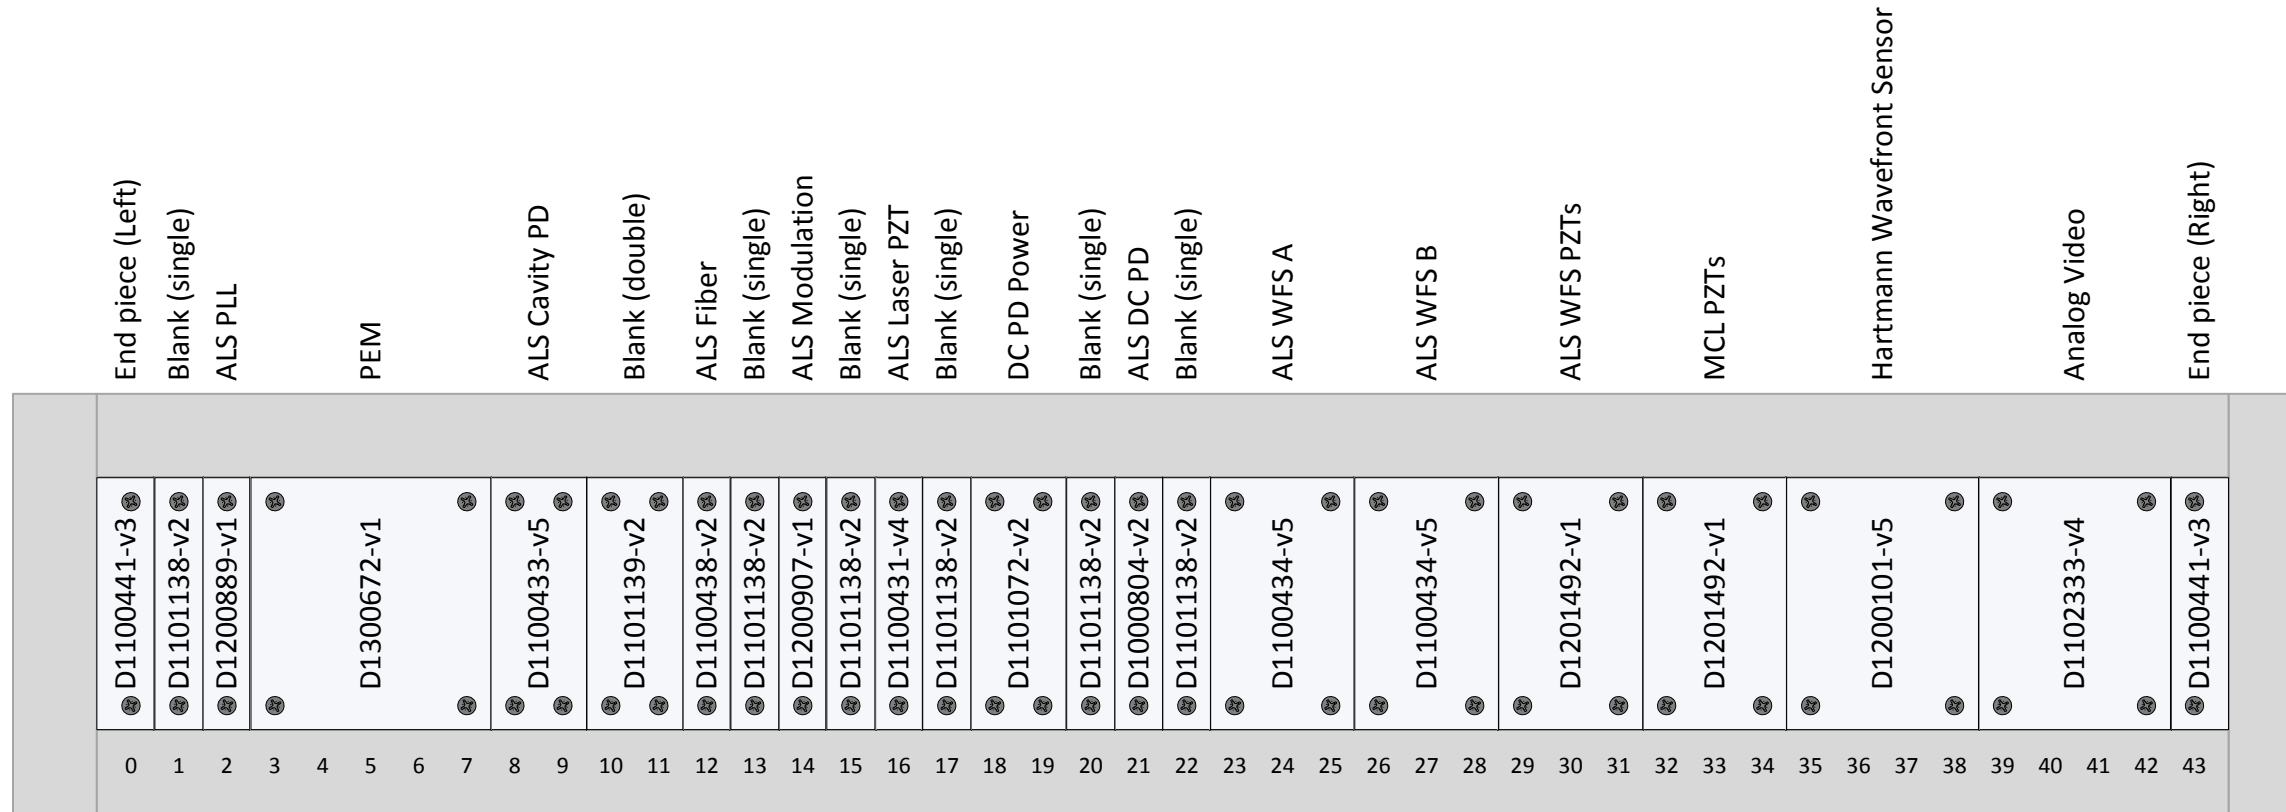 End piece (Left)
Blank (single)
ALS PLL
PEM
ALS Cavity PD
Blank (double)
ALS Fiber
Blank (single)
ALS Modulation
Blank (single)
ALS Laser PZT
Blank (single)
DC PD Power
Blank (single)
ALS DC PD
Blank (single)
ALS WFS A
ALS WFS B
ALS WFS PZTs
MCL PZTs
Hartmann Wavefront Sensor
Analog Video
End piece (Right)
D1100441-v3
D1101138-v2
D1200889-v1
D1300672-v1
D1100433-v5
D1101139-v2
D1100438-v2
D1101138-v2
D1200907-v1
D1101138-v2
D1100431-v4
D1101138-v2
D1101072-v2
D1101138-v2
D1000804-v2
D1101138-v2
D1100434-v5
D1100434-v5
D1201492-v1
D1201492-v1
D1200101-v5
D1102333-v4
D1100441-v3
0 1 2 3 4 5 6 7 8 9 10 11 12 13 14 15 16 17 18 19 20 21 22 23 24 25 26 27 28 29 30 31 32 33 34 35 36 37 38 39 40 41 42 43